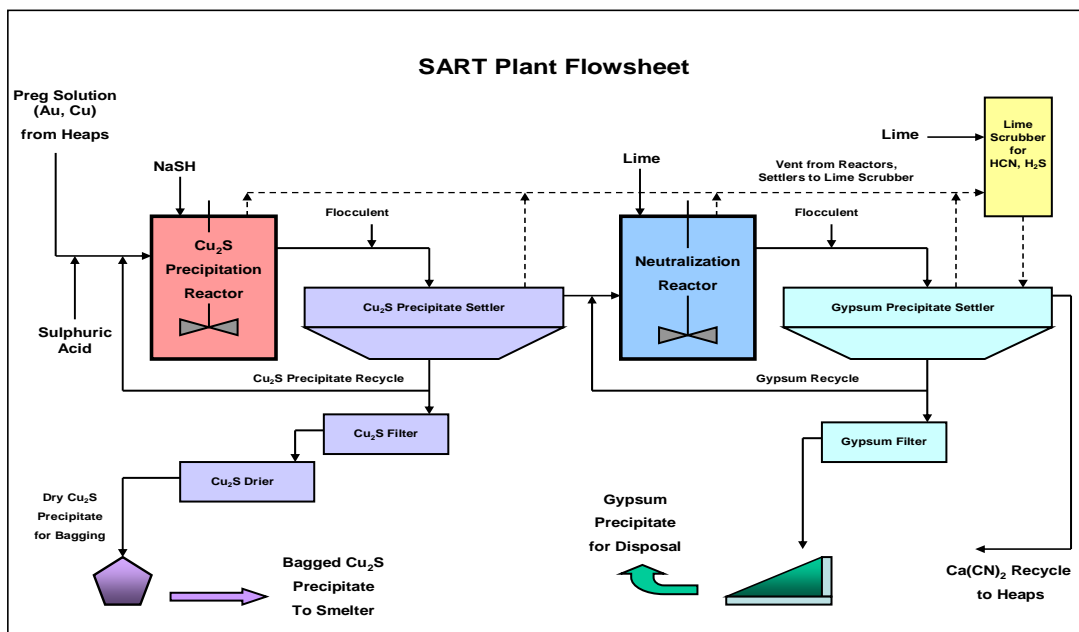 SART Plant Flowsheet
Preg Solution
(Au, Cu)
from Heaps
NaSH
Lime
Lime
Lime
Scrubber
for
HCN, H₂S
Vent from Reactors,
Settlers to Lime Scrubber
Flocculent
Flocculent
Cu₂S
Precipitation
Reactor
Neutralization
Reactor
Cu₂S Precipitate Settler
Gypsum Precipitate Settler
Sulphuric
Acid
Cu₂S Precipitate Recycle
Gypsum Recycle
Cu₂S Filter
Gypsum Filter
Cu₂S Drier
Dry Cu₂S
Precipitate
for Bagging
Gypsum
Precipitate
for Disposal
Bagged Cu₂S
Precipitate
To Smelter
Ca(CN)₂ Recycle
to Heaps